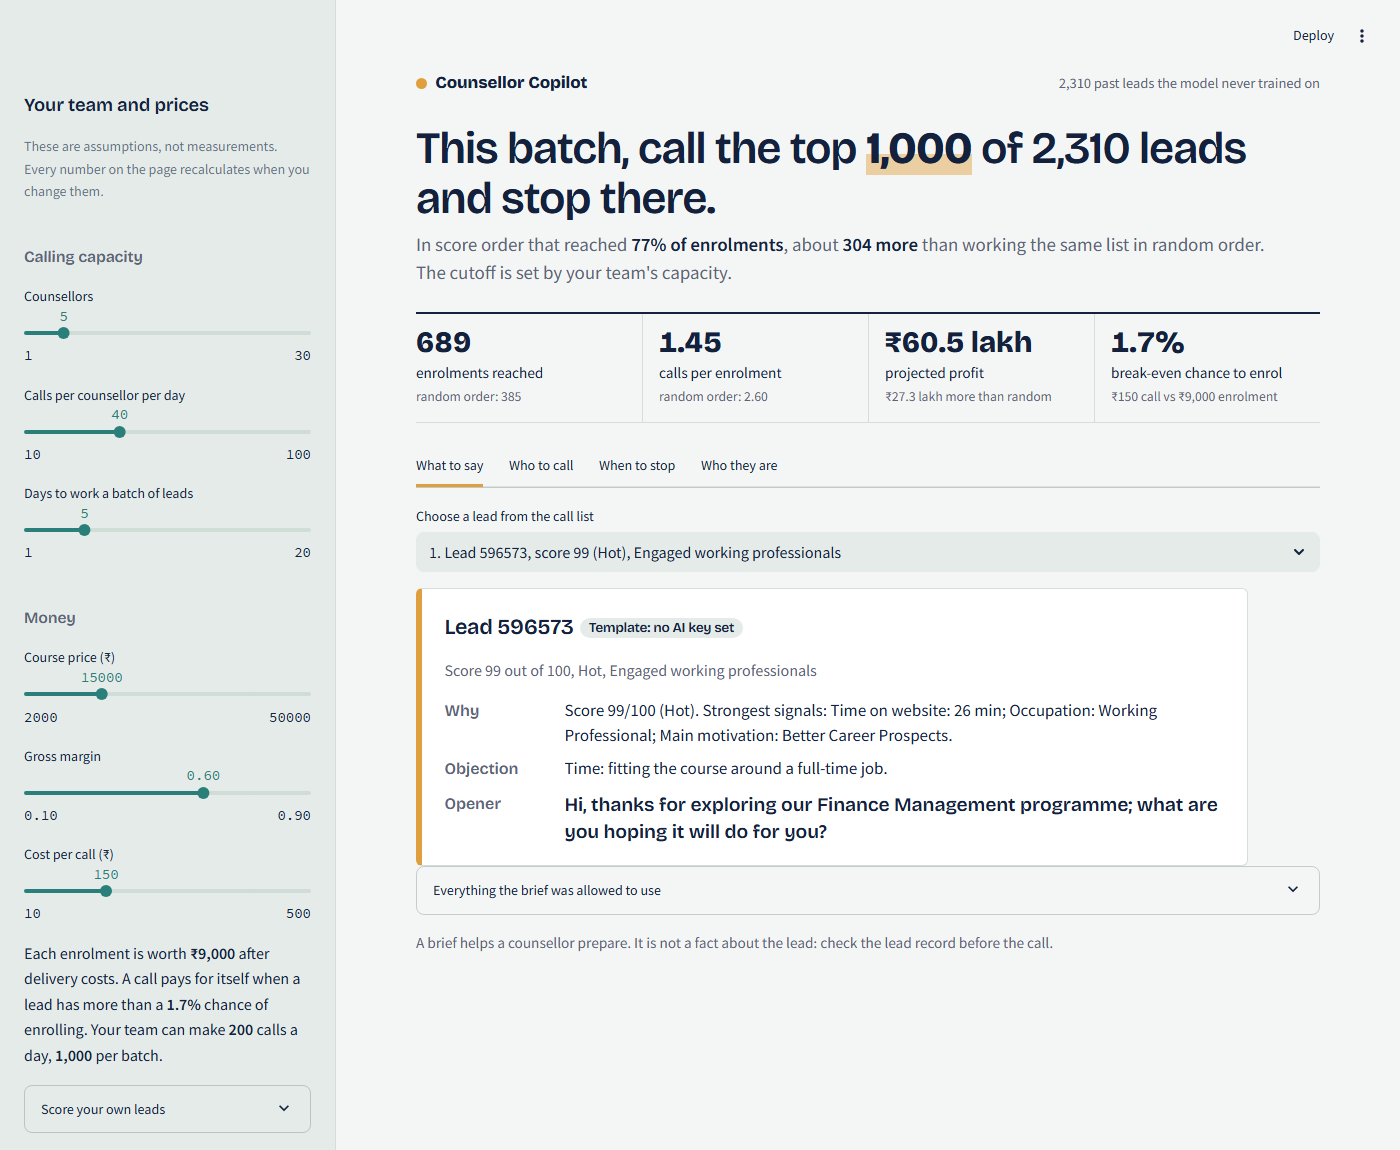 Deploy
Your team and prices
These are assumptions, not measurements.
Every number on the page recalculates when you
change them.
Calling capacity
Counsellors
5
1 30
Calls per counsellor per day
40
10 100
Days to work a batch of leads
5
1 20
Money
Course price (₹)
15000
2000 50000
Gross margin
0.60
0.10 0.90
Cost per call (₹)
150
10 500
Each enrolment is worth ₹9,000 after
delivery costs. A call pays for itself when a
lead has more than a 1.7% chance of
enrolling. Your team can make 200 calls a
day, 1,000 per batch.
Score your own leads
Counsellor Copilot
2,310 past leads the model never trained on
This batch, call the top 1,000 of 2,310 leads
and stop there.
In score order that reached 77% of enrolments, about 304 more than working the same list in random order.
The cutoff is set by your team's capacity.
689
enrolments reached
random order: 385
1.45
calls per enrolment
random order: 2.60
₹60.5 lakh
projected profit
₹27.3 lakh more than random
1.7%
break-even chance to enrol
₹150 call vs ₹9,000 enrolment
What to say Who to call When to stop Who they are
Choose a lead from the call list
1. Lead 596573, score 99 (Hot), Engaged working professionals
Lead 596573 Template: no AI key set
Score 99 out of 100, Hot, Engaged working professionals
Why Score 99/100 (Hot). Strongest signals: Time on website: 26 min; Occupation: Working
Professional; Main motivation: Better Career Prospects.
Objection Time: fitting the course around a full-time job.
Opener Hi, thanks for exploring our Finance Management programme; what are
you hoping it will do for you?
Everything the brief was allowed to use
A brief helps a counsellor prepare. It is not a fact about the lead: check the lead record before the call.